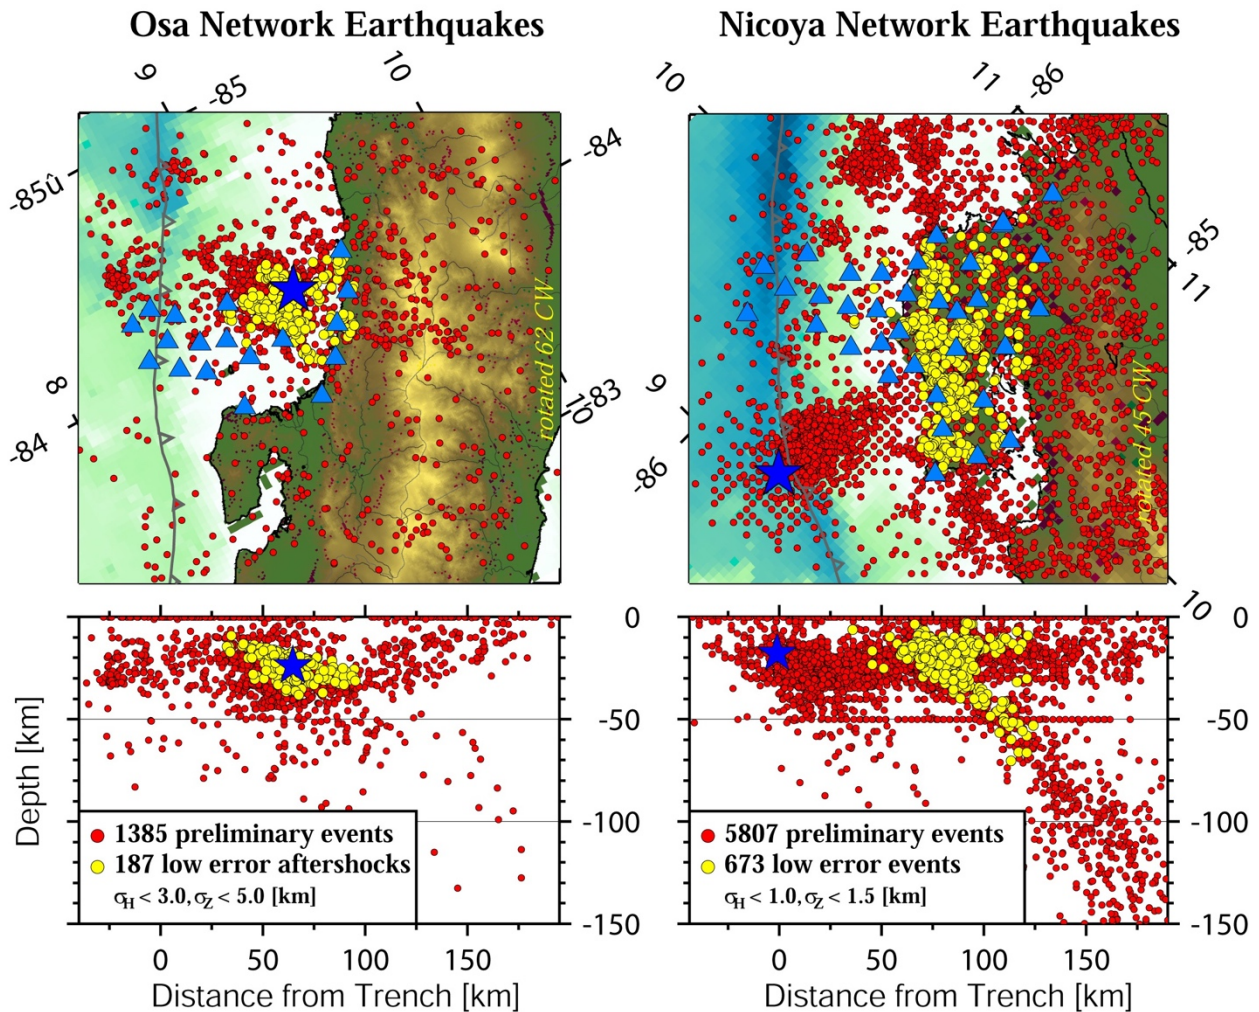 Osa Network Earthquakes
Nicoya Network Earthquakes
9
-85
10
-84
-85û
8
-84
-83
10
rotated 62 CW
10
11
-86
-85
11
9
-86
10
rotated 45 CW
Depth [km]
0
-50
-100
-150
1385 preliminary events
187 low error aftershocks
σH < 3.0, σZ < 5.0 [km]
0 50 100 150
Distance from Trench [km]
0
-50
-100
-150
5807 preliminary events
673 low error events
σH < 1.0, σZ < 1.5 [km]
0 50 100 150
Distance from Trench [km]